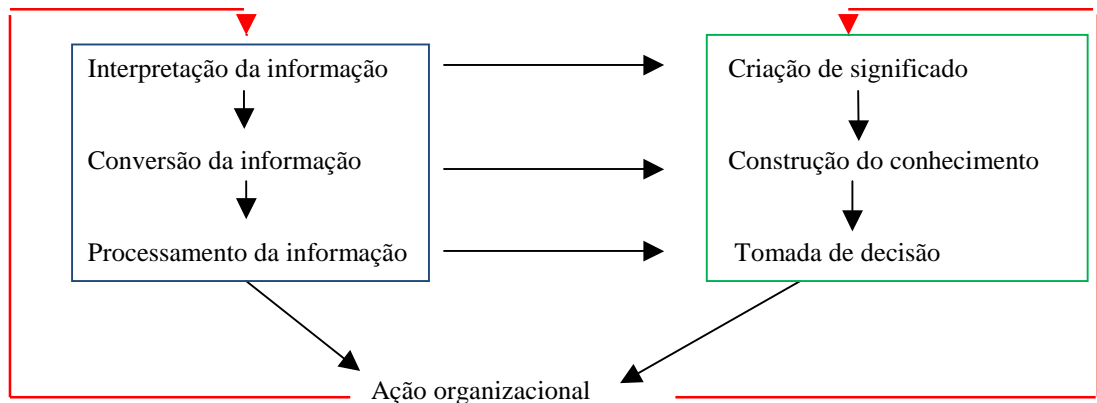 Interpretação da informação
Criação de significado
Conversão da informação
Construção do conhecimento
Processamento da informação
Tomada de decisão
Ação organizacional